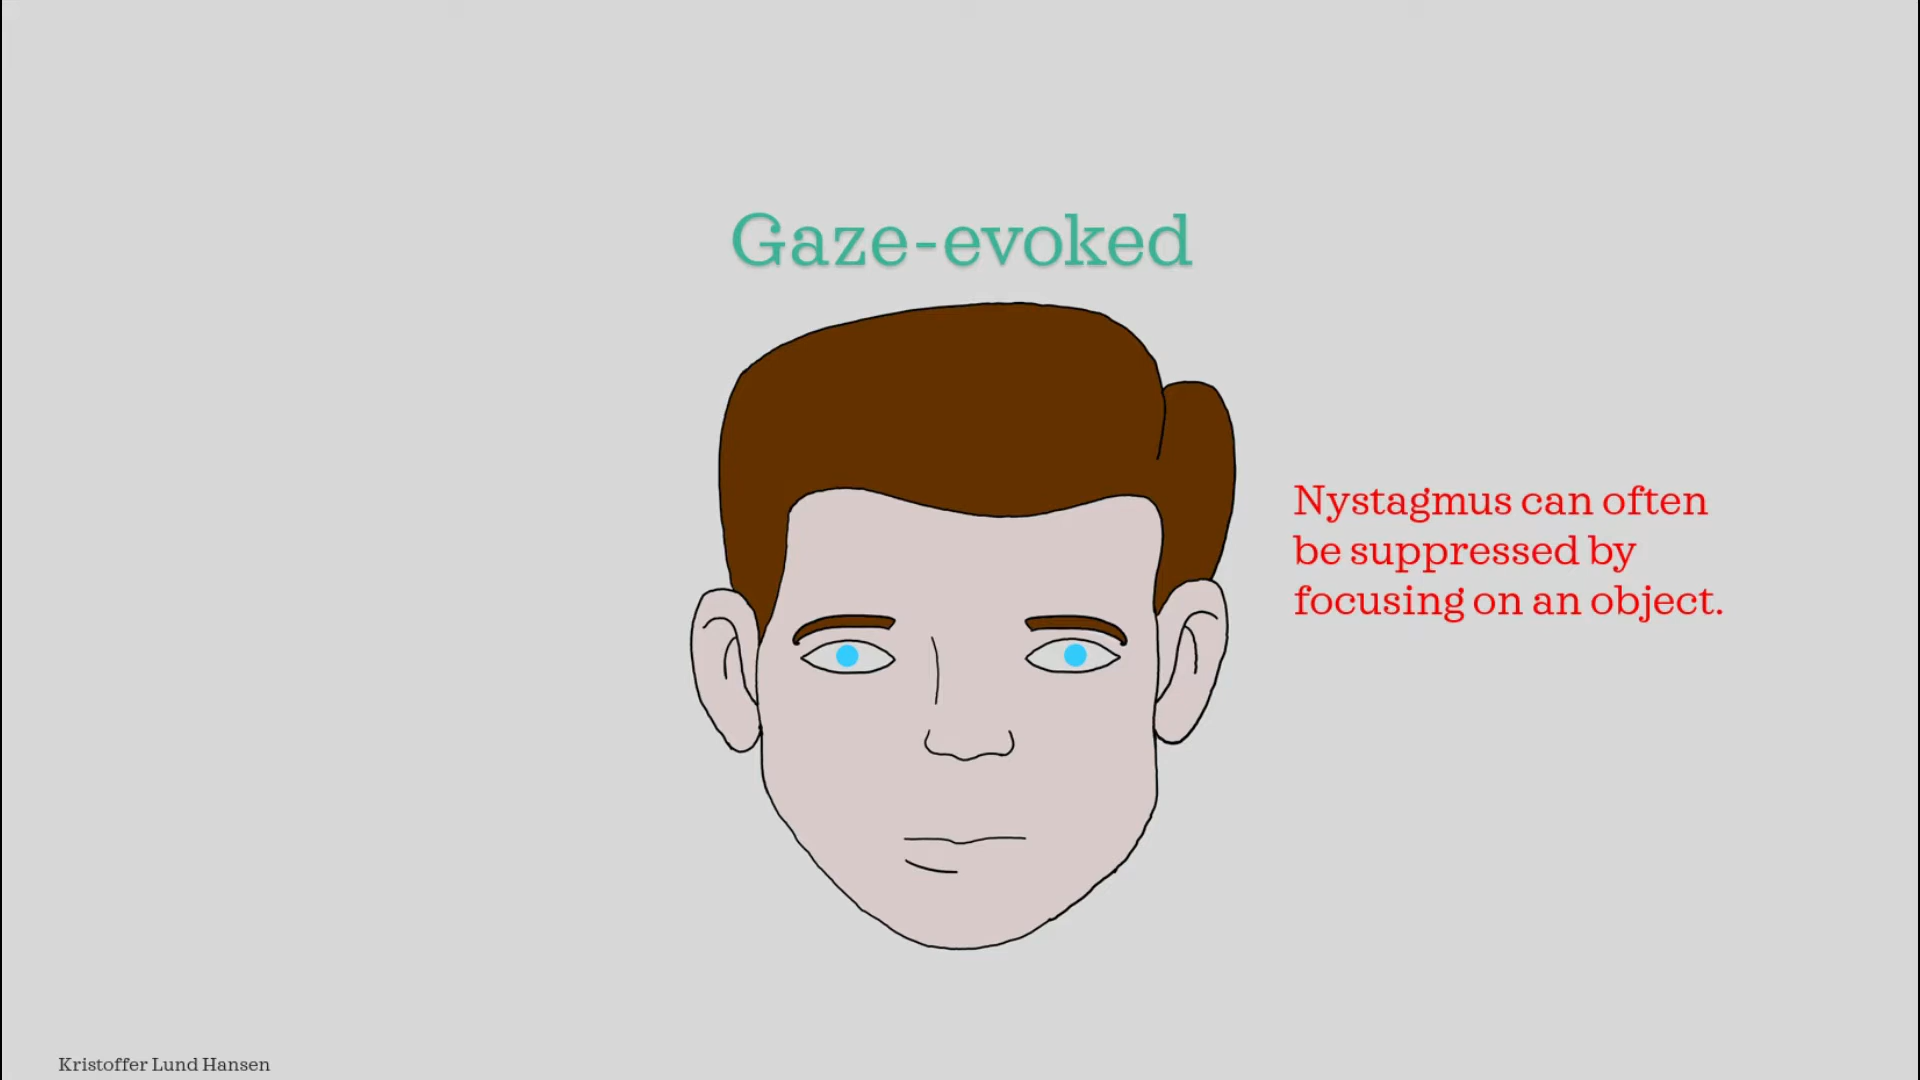 Gaze-evoked
Nystagmus can often
be suppressed by
focusing on an object.
Kristoffer Lund Hansen